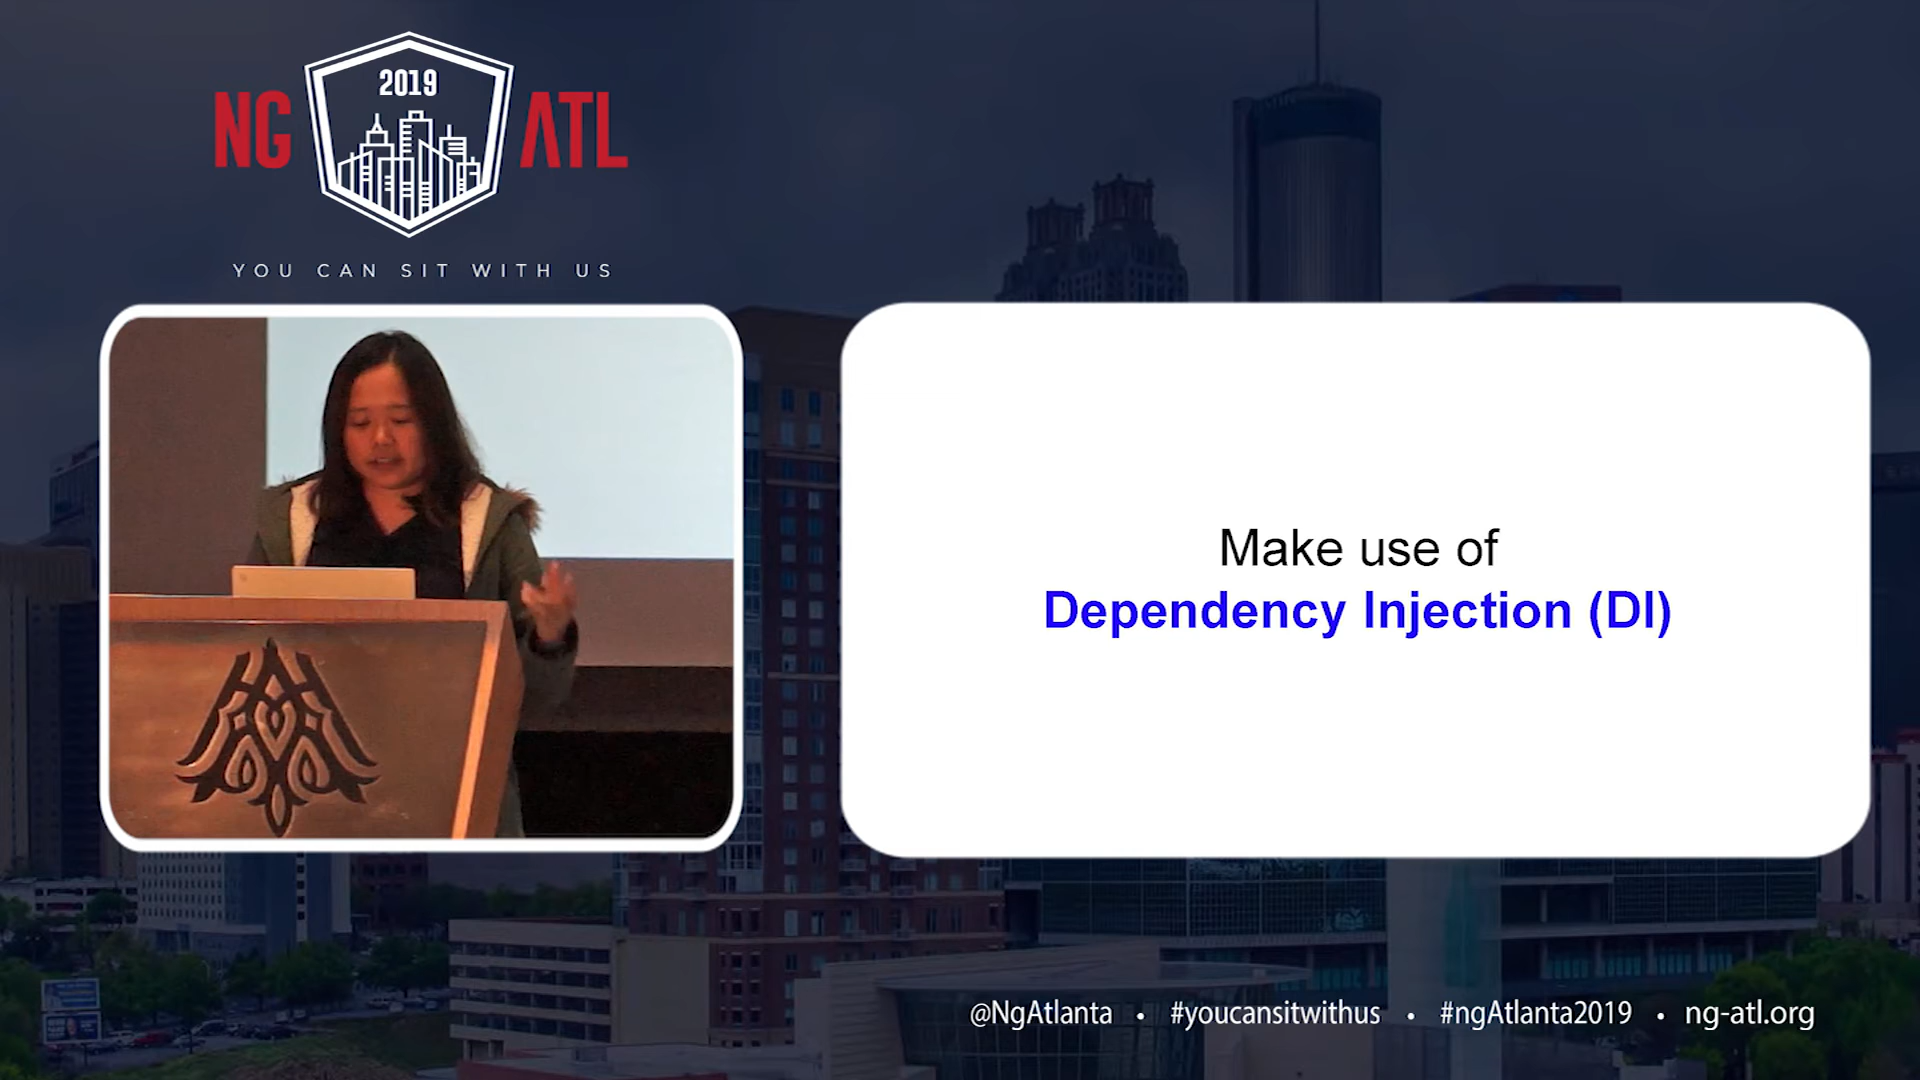 NG 2019 ATL
YOU CAN SIT WITH US
Make use of
Dependency Injection (DI)
@NgAtlanta • #youcansitwithus • #ngAtlanta2019 • ng-atl.org